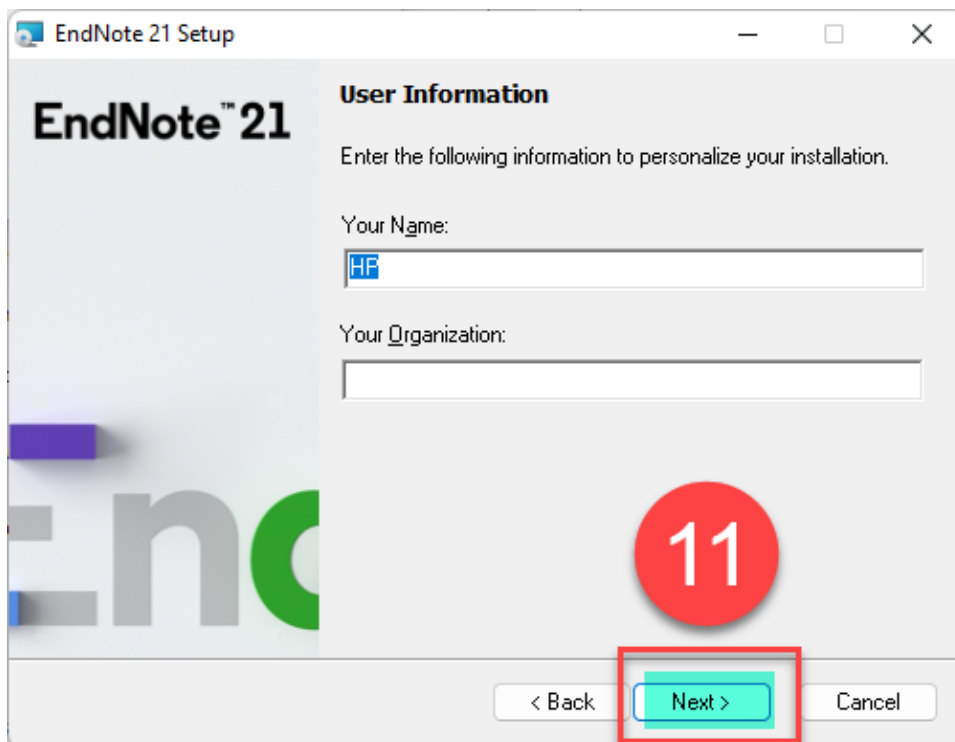 EndNote 21 Setup
EndNote™21
User Information
Enter the following information to personalize your installation.
Your Name:
HP
Your Organization:
Enc
11
< Back
Next >
Cancel